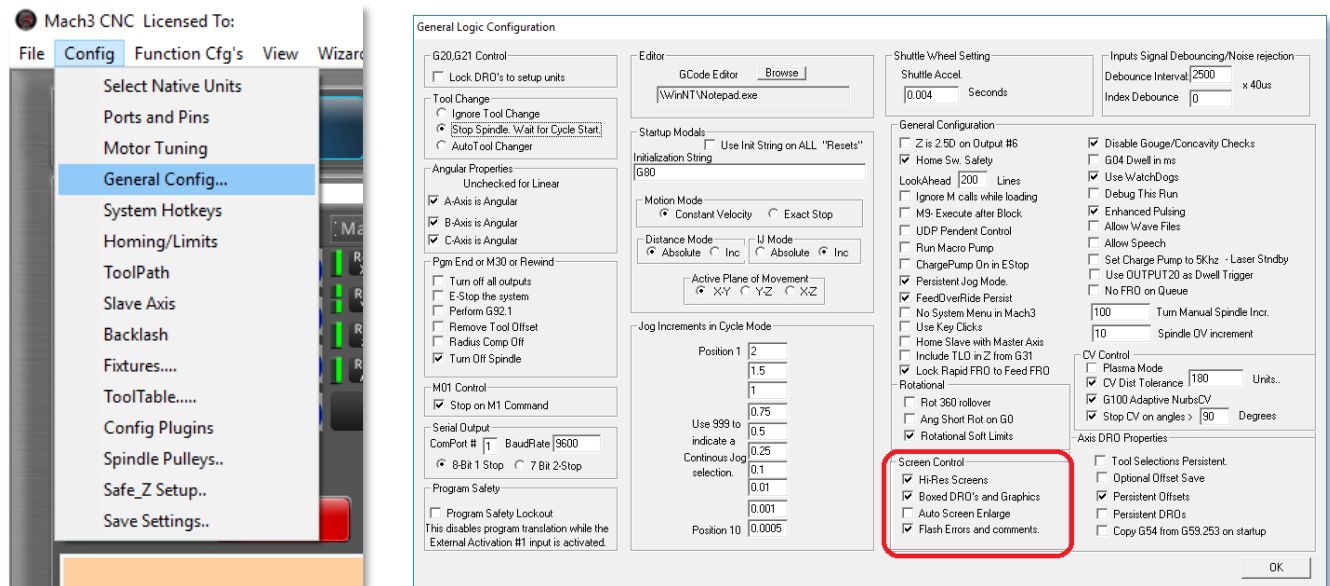 Mach3 CNC Licensed To:
File Config Function Cfg's View Wizard
Select Native Units
Ports and Pins
Motor Tuning
General Config...
System Hotkeys
Homing/Limits
ToolPath
Slave Axis
Backlash
Fixtures....
ToolTable.....
Config Plugins
Spindle Pulleys..
Safe_Z Setup..
Save Settings..
General Logic Configuration
G20,G21 Control
Lock DRO's to setup units
Tool Change
Ignore Tool Change
Stop Spindle. Wait for Cycle Start.
AutoTool Changer
Angular Properties
Unchecked for Linear
A-Axis is Angular
B-Axis is Angular
C-Axis is Angular
Pgm End or M30 or Rewind
Turn off all outputs
E-Stop the system
Perform G92.1
Remove Tool Offset
Radius Comp Off
Turn Off Spindle
M01 Control
Stop on M1 Command
Serial Output
ComPort # 1 BaudRate 9600
8-Bit 1 Stop 7 Bit 2-Stop
Program Safety
Program Safety Lockout
This disables program translation while the
External Activation #1 input is activated.
Editor
GCode Editor Browse
\WinNT\Notepad.exe
Startup Modals
Use Init String on ALL "Resets"
Initialization String
G80
Motion Mode
Constant Velocity Exact Stop
Distance Mode
Absolute Inc
IJ Mode
Absolute Inc
Active Plane of Movement
X-Y Y-Z X-Z
Jog Increments in Cycle Mode
Position 1 2
1.5
1
0.75
Use 999 to
0.5
indicate a
Continous Jog
0.25
selection.
0.1
0.01
0.001
Position 10 0.0005
Shuttle Wheel Setting
Shuttle Accel.
0.004 Seconds
Inputs Signal Debouncing/Noise rejection
Debounce Interval: 2500
x 40us
Index Debounce 0
General Configuration
Z is 2.5D on Output #6
Home Sw. Safety
LookAhead 200 Lines
Ignore M calls while loading
M9- Execute after Block
UDP Pendent Control
Run Macro Pump
ChargePump On in EStop
Persistent Jog Mode.
FeedOverRide Persist
No System Menu in Mach3
Use Key Clicks
Home Slave with Master Axis
Include TLO in Z from G31
Lock Rapid FRO to Feed FRO
Disable Gouge/Concavity Checks
G04 Dwell in ms
Use WatchDogs
Debug This Run
Enhanced Pulsing
Allow Wave Files
Allow Speech
Set Charge Pump to 5Khz - Laser Stndby
Use OUTPUT20 as Dwell Trigger
No FRO on Queue
100 Turn Manual Spindle Incr.
10 Spindle OV increment
CV Control
Plasma Mode
CV Dist Tolerance 180 Units..
G100 Adaptive NurbsCV
Stop CV on angles > 90 Degrees
Rotational
Rot 360 rollover
Ang Short Rot on G0
Rotational Soft Limits
Screen Control
Hi-Res Screens
Boxed DRO's and Graphics
Auto Screen Enlarge
Flash Errors and comments.
Axis DRO Properties
Tool Selections Persistent.
Optional Offset Save
Persistent Offsets
Persistent DROs
Copy G54 from G59.253 on startup
OK